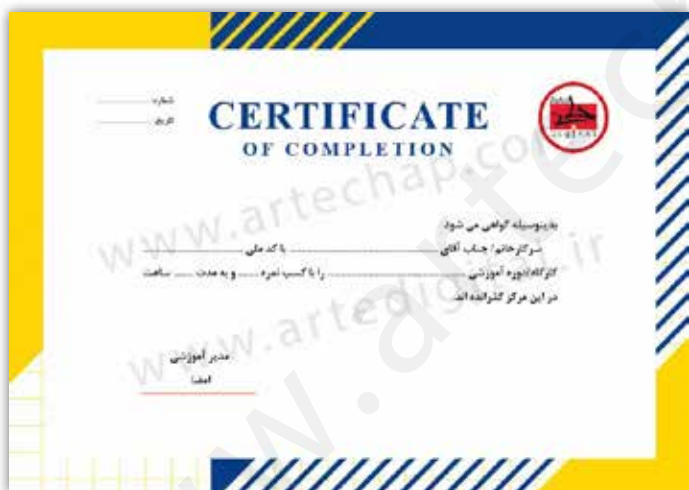 شماره: ....................
تاریخ: ....................
CERTIFICATE
OF COMPLETION
بدینوسیله گواهی می شود
سرکار خانم/ جناب آقای ........................................ با کد ملی ........................................
کارگاه/دوره آموزشی ........................................ را با کسب نمره ...... و به مدت ...... ساعت
در این مرکز گذرانده اند.
مدیر آموزشی
امضا
www.artechap.com
www.artedigital.ir